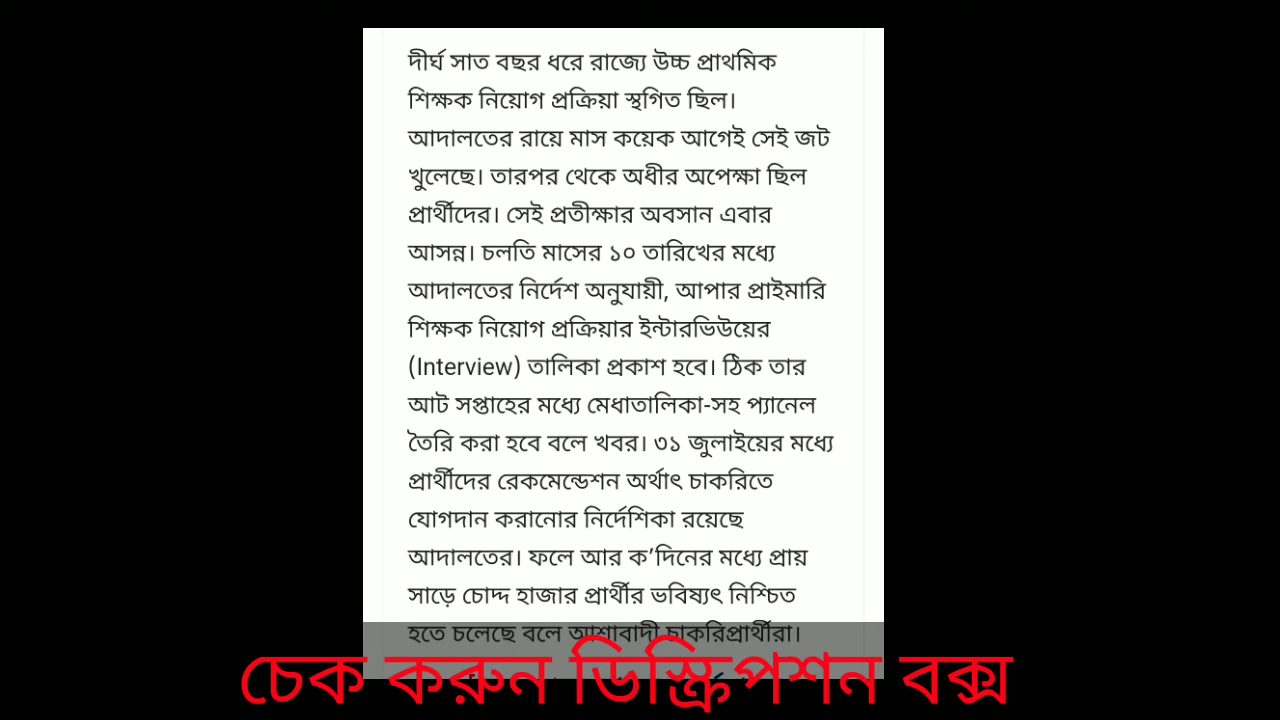 দীর্ঘ সাত বছর ধরে রাজ্যে উচ্চ প্রাথমিক
শিক্ষক নিয়োগ প্রক্রিয়া স্থগিত ছিল।
আদালতের রায়ে মাস কয়েক আগেই সেই জট
খুলেছে। তারপর থেকে অধীর অপেক্ষা ছিল
প্রার্থীদের। সেই প্রতীক্ষার অবসান এবার
আসন্ন। চলতি মাসের ১০ তারিখের মধ্যে
আদালতের নির্দেশ অনুযায়ী, আপার প্রাইমারি
শিক্ষক নিয়োগ প্রক্রিয়ার ইন্টারভিউয়ের
(Interview) তালিকা প্রকাশ হবে। ঠিক তার
আট সপ্তাহের মধ্যে মেধাতালিকা-সহ প্যানেল
তৈরি করা হবে বলে খবর। ৩১ জুলাইয়ের মধ্যে
প্রার্থীদের রেকমেন্ডেশন অর্থাৎ চাকরিতে
যোগদান করানোর নির্দেশিকা রয়েছে
আদালতের। ফলে আর ক’দিনের মধ্যে প্রায়
সাড়ে চোদ্দ হাজার প্রার্থীর ভবিষ্যৎ নিশ্চিত
হতে চলেছে বলে আশাবাদী চাকরিপ্রার্থীরা।
চেক করুন ডিস্ক্রিপশন বক্স